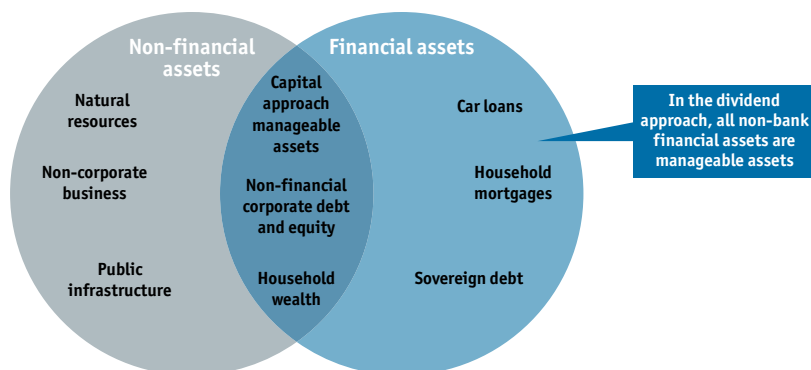 Non-financial
assets
Financial assets
Natural
resources
Non-corporate
business
Public
infrastructure
Capital
approach
manageable
assets
Non-financial
corporate debt
and equity
Household
wealth
Car loans
Household
mortgages
Sovereign debt
In the dividend
approach, all non-bank
financial assets are
manageable assets